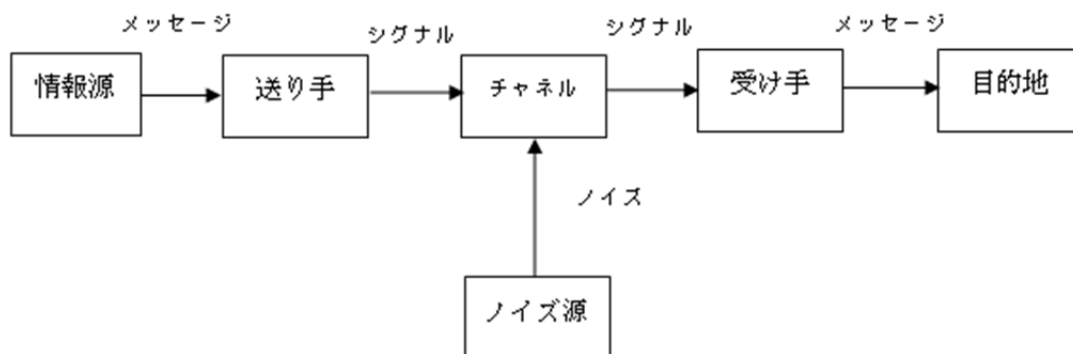 メッセージ
シグナル
シグナル
メッセージ
情報源
送り手
チャネル
受け手
目的地
ノイズ
ノイズ源